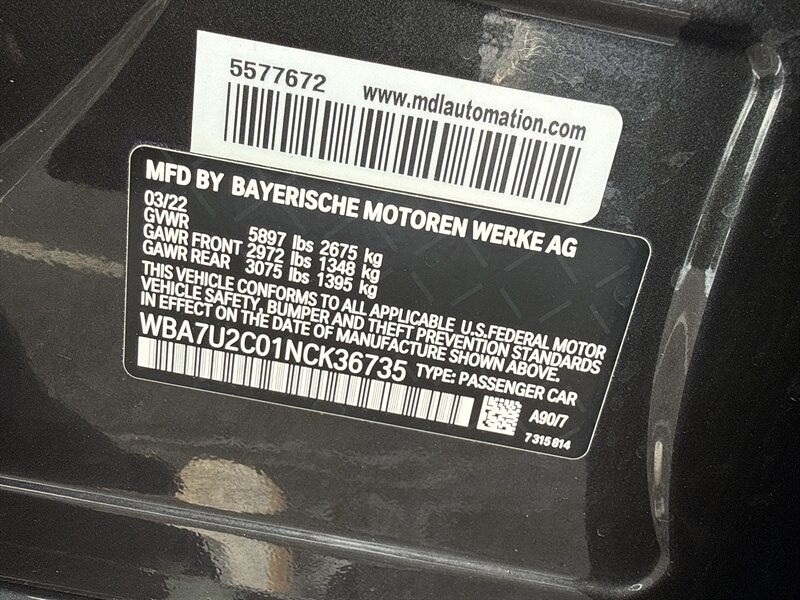 5577672 www.mdlautomation.com
MFD BY BAYERISCHE MOTOREN WERKE AG
03/22
GVWR 5897 lbs 2675 kg
GAWR FRONT 2972 lbs 1348 kg
GAWR REAR 3075 lbs 1395 kg
THIS VEHICLE CONFORMS TO ALL APPLICABLE U.S.FEDERAL MOTOR
VEHICLE SAFETY, BUMPER AND THEFT PREVENTION STANDARDS
IN EFFECT ON THE DATE OF MANUFACTURE SHOWN ABOVE.
WBA7U2C01NCK36735 TYPE: PASSENGER CAR
A90/7
7315814